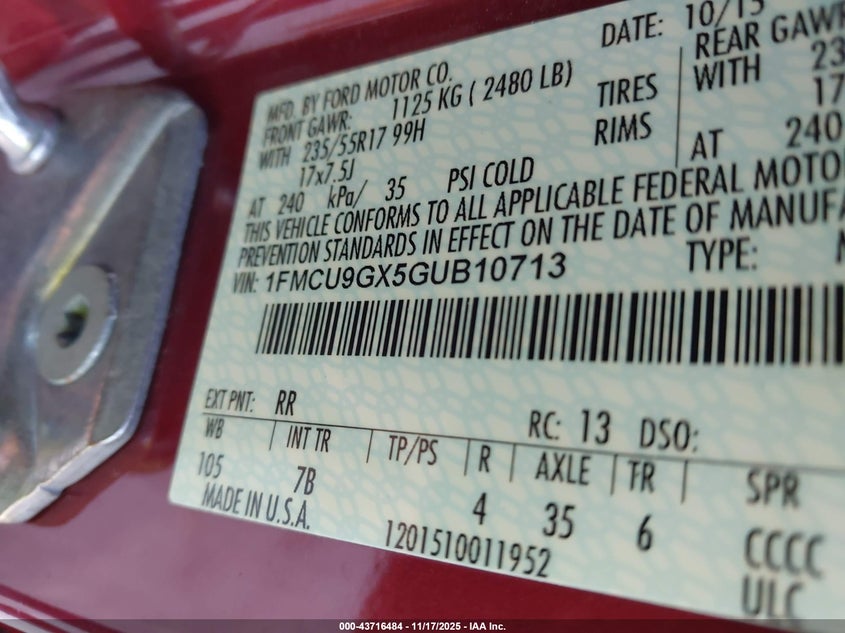 DATE: 10/15
MFD. BY FORD MOTOR CO.
FRONT GAWR: 1125 KG ( 2480 LB)
REAR GAWR
WITH 235/55R17 99H TIRES WITH 23
17x7.5J RIMS 17
AT 240 kPa/ 35 PSI COLD AT 240
THIS VEHICLE CONFORMS TO ALL APPLICABLE FEDERAL MOTO
PREVENTION STANDARDS IN EFFECT ON THE DATE OF MANUFA
VIN: 1FMCU9GX5GUB10713 TYPE:
EXT PNT: RR RC: 13 DSO:
WB INT TR TP/PS R AXLE TR SPR
105 7B 4 35 6 CCCC
MADE IN U.S.A. 1201510011952 ULC
000-43716484 - 11/17/2025 - IAA Inc.